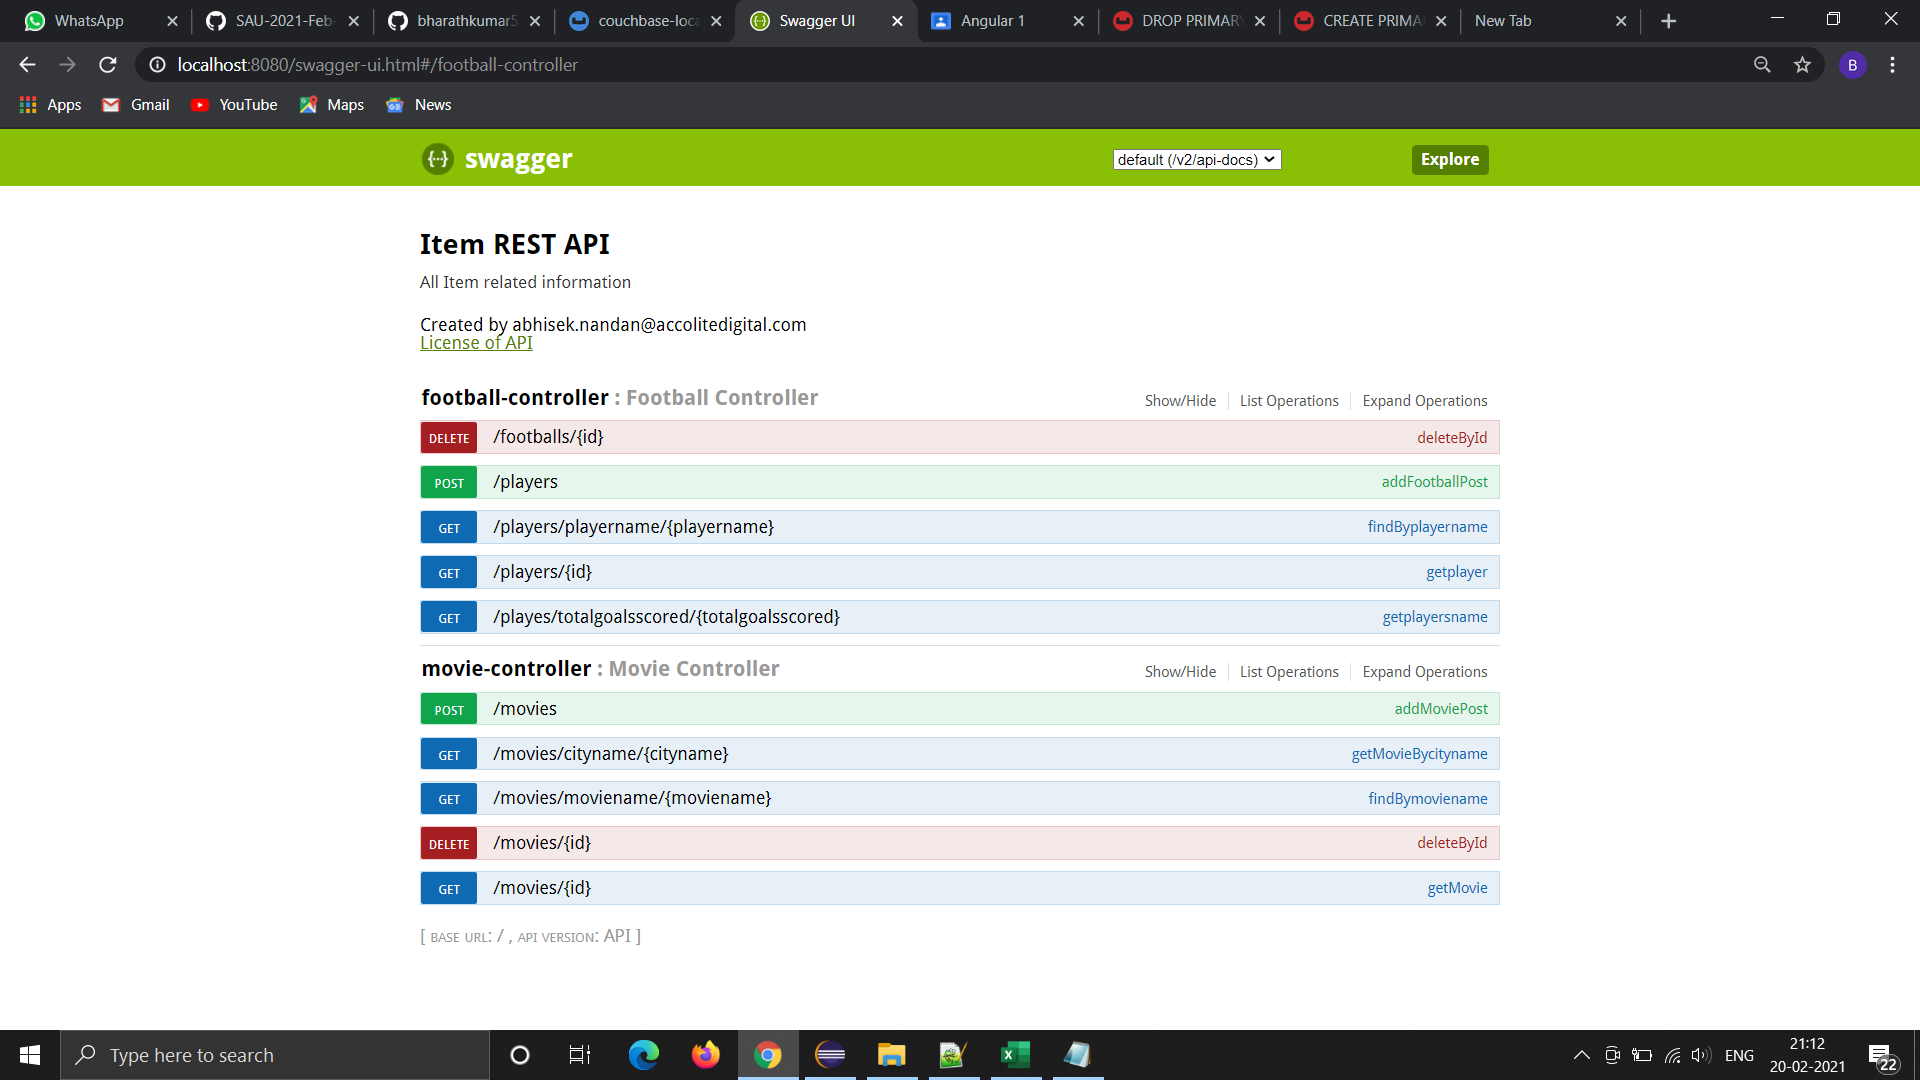 WhatsApp
SAU-2021-Feb-
bharathkumar5
couchbase-loca
Swagger UI
Angular 1
DROP PRIMARY
CREATE PRIMA
New Tab
localhost:8080/swagger-ui.html#/football-controller
B
Apps
Gmail
YouTube
Maps
News
{··} swagger
default (/v2/api-docs)
Explore
Item REST API
All Item related information
Created by abhisek.nandan@accolitedigital.com
License of API
football-controller : Football Controller
Show/Hide
List Operations
Expand Operations
DELETE /footballs/{id} deleteById
POST /players addFootballPost
GET /players/playername/{playername} findByplayername
GET /players/{id} getplayer
GET /playes/totalgoalsscored/{totalgoalsscored} getplayersname
movie-controller : Movie Controller
Show/Hide
List Operations
Expand Operations
POST /movies addMoviePost
GET /movies/cityname/{cityname} getMovieBycityname
GET /movies/moviename/{moviename} findBymoviename
DELETE /movies/{id} deleteById
GET /movies/{id} getMovie
[ BASE URL: / , API VERSION: API ]
Type here to search
ENG
21:12
20-02-2021
22